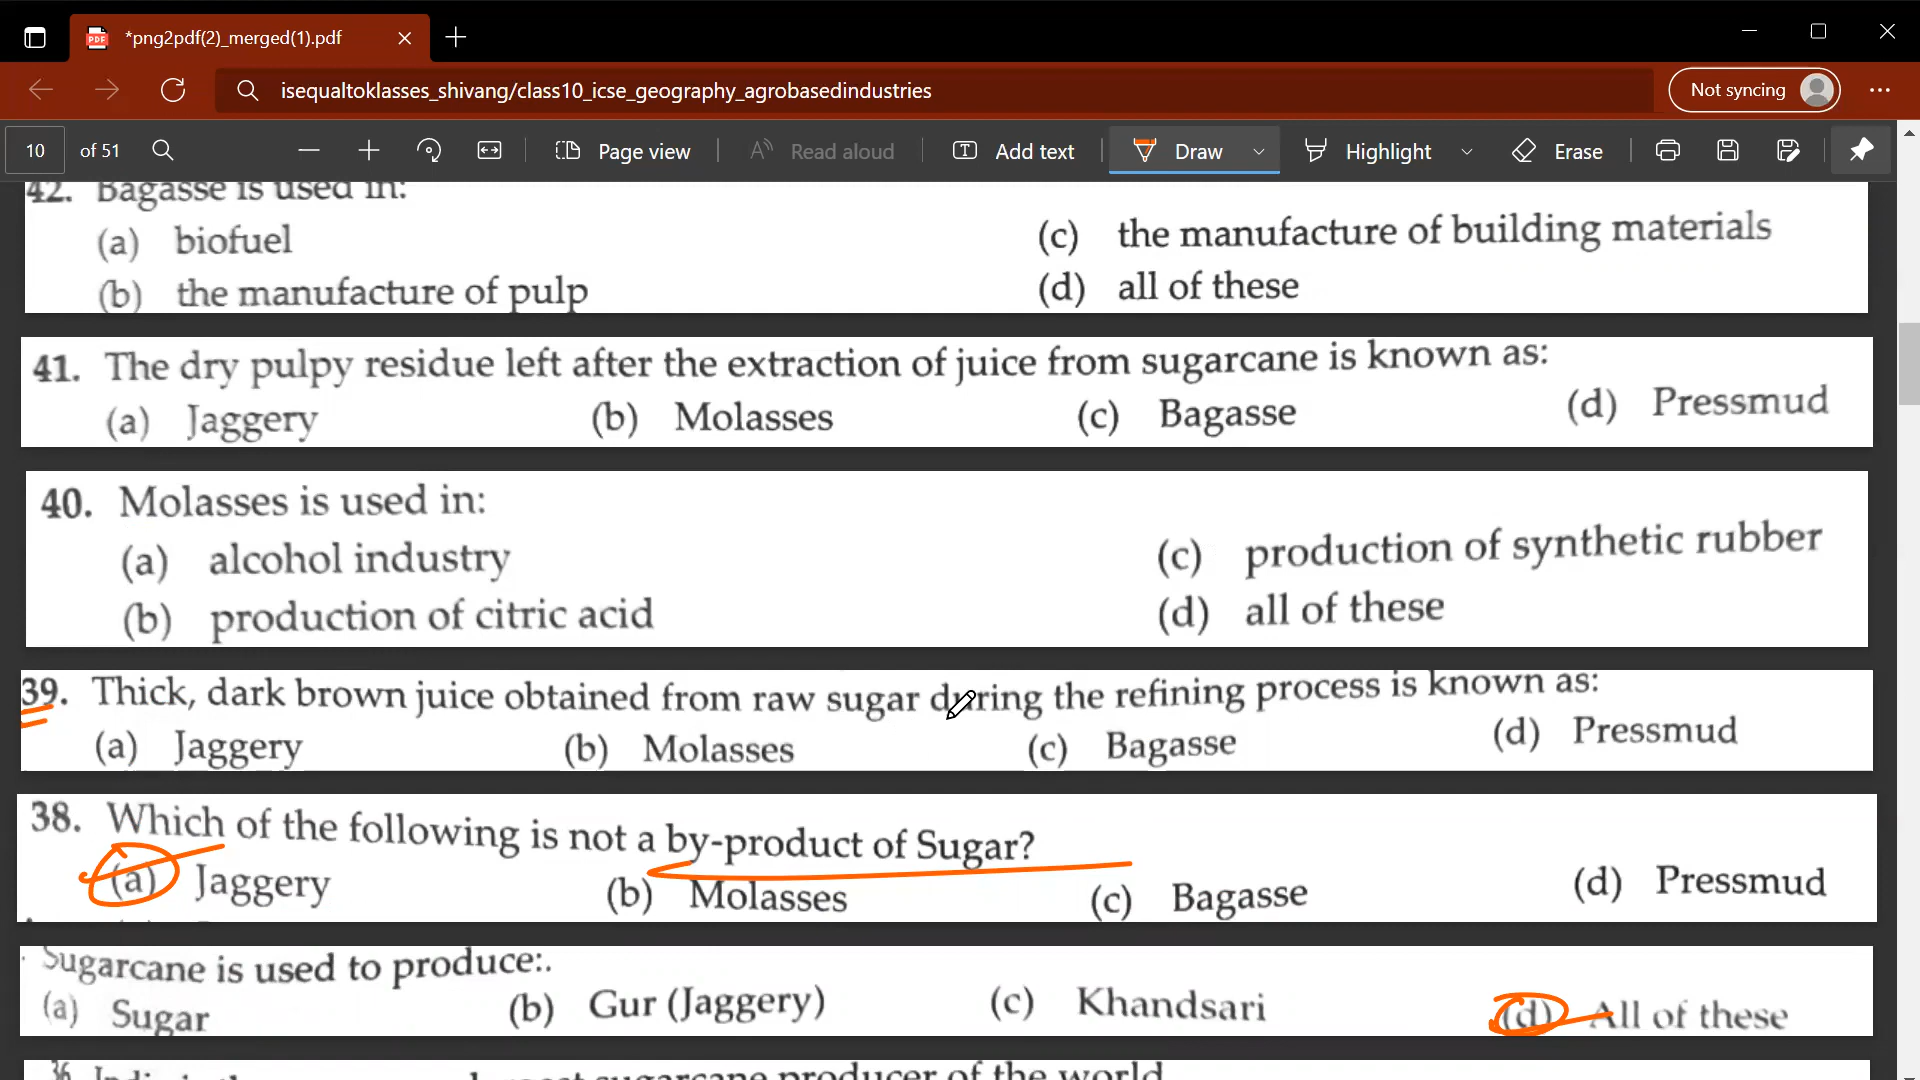 *png2pdf(2)_merged(1).pdf
isequaltoklasses_shivang/class10_icse_geography_agrobasedindustries
Not syncing
10 of 51
Page view
Read aloud
Add text
Draw
Highlight
Erase
42. Bagasse is used in:
(a) biofuel (c) the manufacture of building materials
(b) the manufacture of pulp (d) all of these
41. The dry pulpy residue left after the extraction of juice from sugarcane is known as:
(a) Jaggery (b) Molasses (c) Bagasse (d) Pressmud
40. Molasses is used in:
(a) alcohol industry (c) production of synthetic rubber
(b) production of citric acid (d) all of these
39. Thick, dark brown juice obtained from raw sugar during the refining process is known as:
(a) Jaggery (b) Molasses (c) Bagasse (d) Pressmud
38. Which of the following is not a by-product of Sugar?
(a) Jaggery (b) Molasses (c) Bagasse (d) Pressmud
Sugarcane is used to produce:.
(a) Sugar (b) Gur (Jaggery) (c) Khandsari (d) All of these
36 sugarcane producer of the world